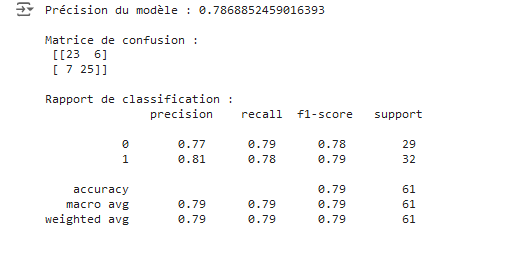 Précision du modèle : 0.7868852459016393
Matrice de confusion :
[[23  6]
[ 7 25]]
Rapport de classification :
precision    recall  f1-score   support
0       0.77      0.79      0.78        29
1       0.81      0.78      0.79        32
accuracy                           0.79        61
macro avg       0.79      0.79      0.79        61
weighted avg       0.79      0.79      0.79        61